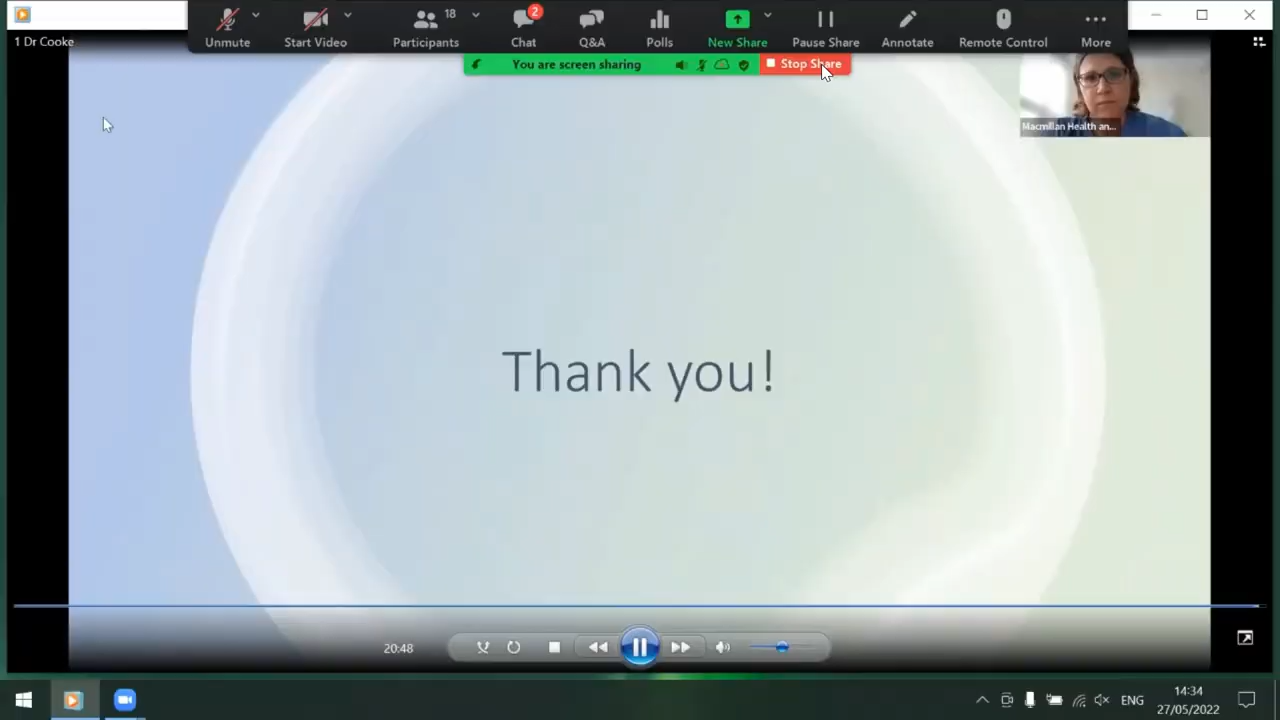 1 Dr Cooke
Unmute
Start Video
18
Participants
2
Chat
Q&A
Polls
New Share
Pause Share
Annotate
Remote Control
More
You are screen sharing
Stop Share
Macmillan Health an...
Thank you!
20:48
ENG
14:34
27/05/2022